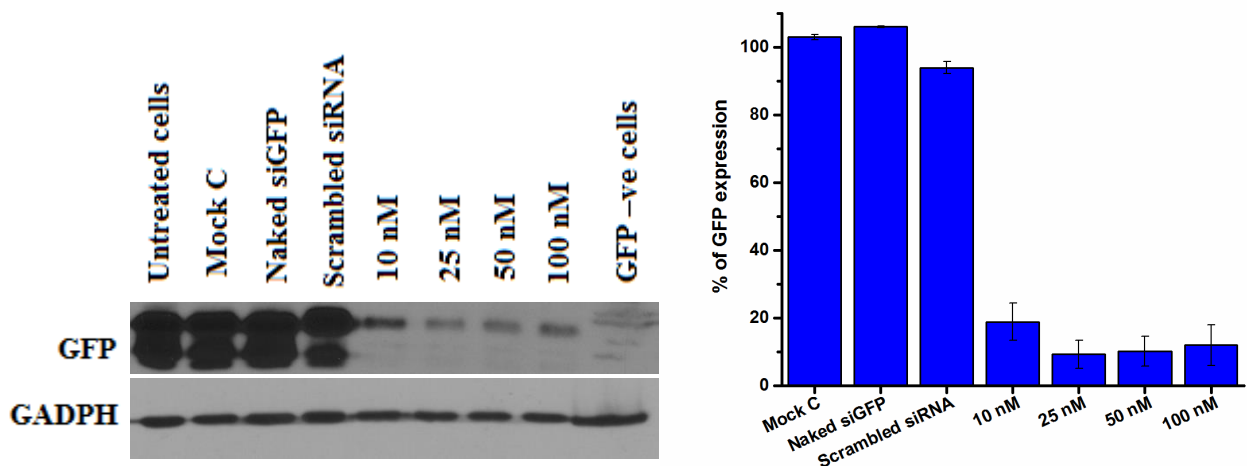 Untreated cells
Mock C
Naked siGFP
Scrambled siRNA
10 nM
25 nM
50 nM
100 nM
GFP –ve cells
GFP
GADPH
% of GFP expression
100
80
60
40
20
0
Mock C
Naked siGFP
Scrambled siRNA
10 nM
25 nM
50 nM
100 nM